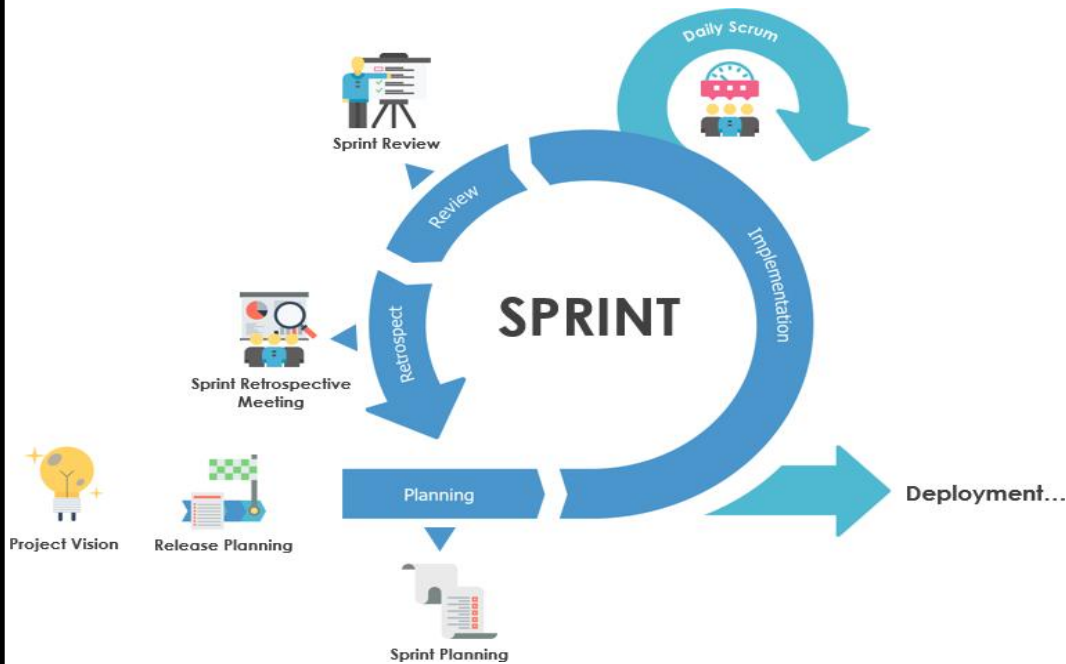 Daily Scrum
Sprint Review
Review
Implementation
SPRINT
Retrospect
Sprint Retrospective
Meeting
Planning
Deployment...
Project Vision
Release Planning
Sprint Planning